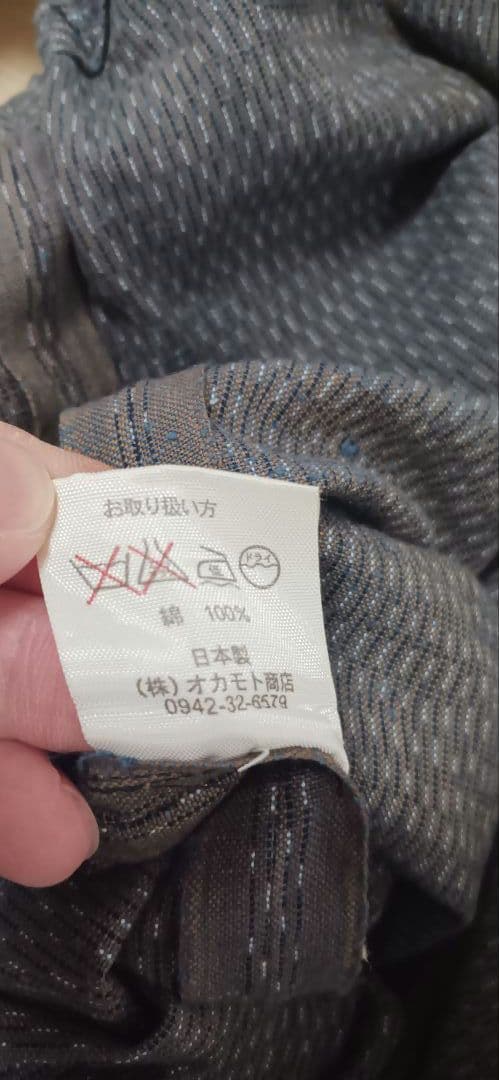 お取り扱い方
ドライ
綿 100%
日本製
(株)オカモト商店
0942-32-6579